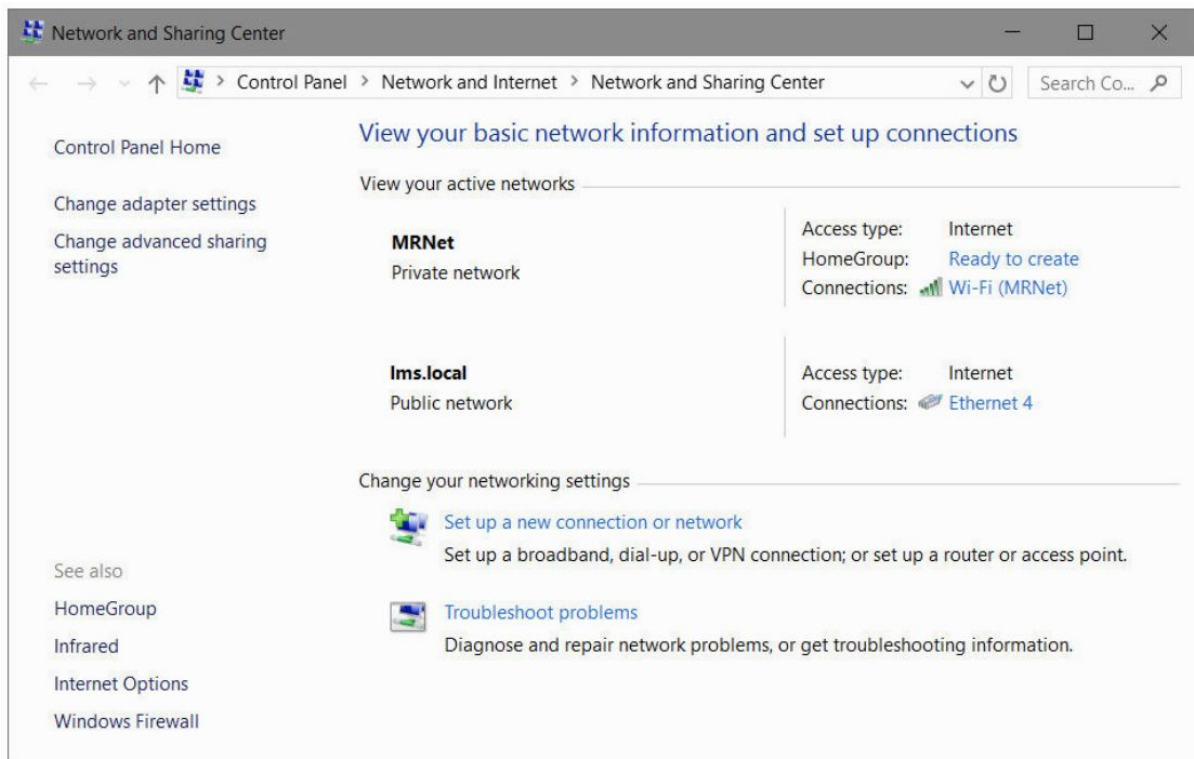 Network and Sharing Center
Control Panel > Network and Internet > Network and Sharing Center
Search Co...
Control Panel Home
Change adapter settings
Change advanced sharing
settings
See also
HomeGroup
Infrared
Internet Options
Windows Firewall
View your basic network information and set up connections
View your active networks
MRNet
Private network
Access type: Internet
HomeGroup: Ready to create
Connections: Wi-Fi (MRNet)
lms.local
Public network
Access type: Internet
Connections: Ethernet 4
Change your networking settings
Set up a new connection or network
Set up a broadband, dial-up, or VPN connection; or set up a router or access point.
Troubleshoot problems
Diagnose and repair network problems, or get troubleshooting information.